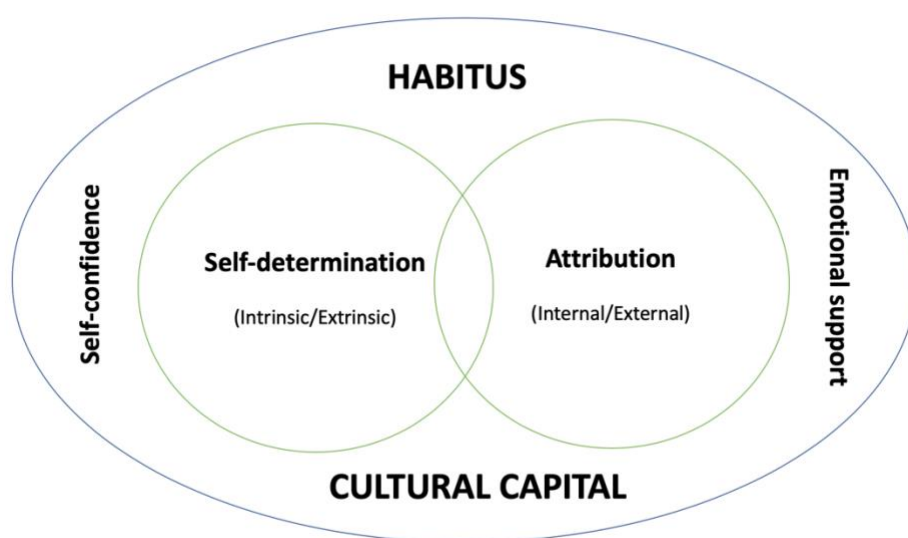 HABITUS
Self-confidence
Self-determination
(Intrinsic/Extrinsic)
Attribution
(Internal/External)
Emotional support
CULTURAL CAPITAL